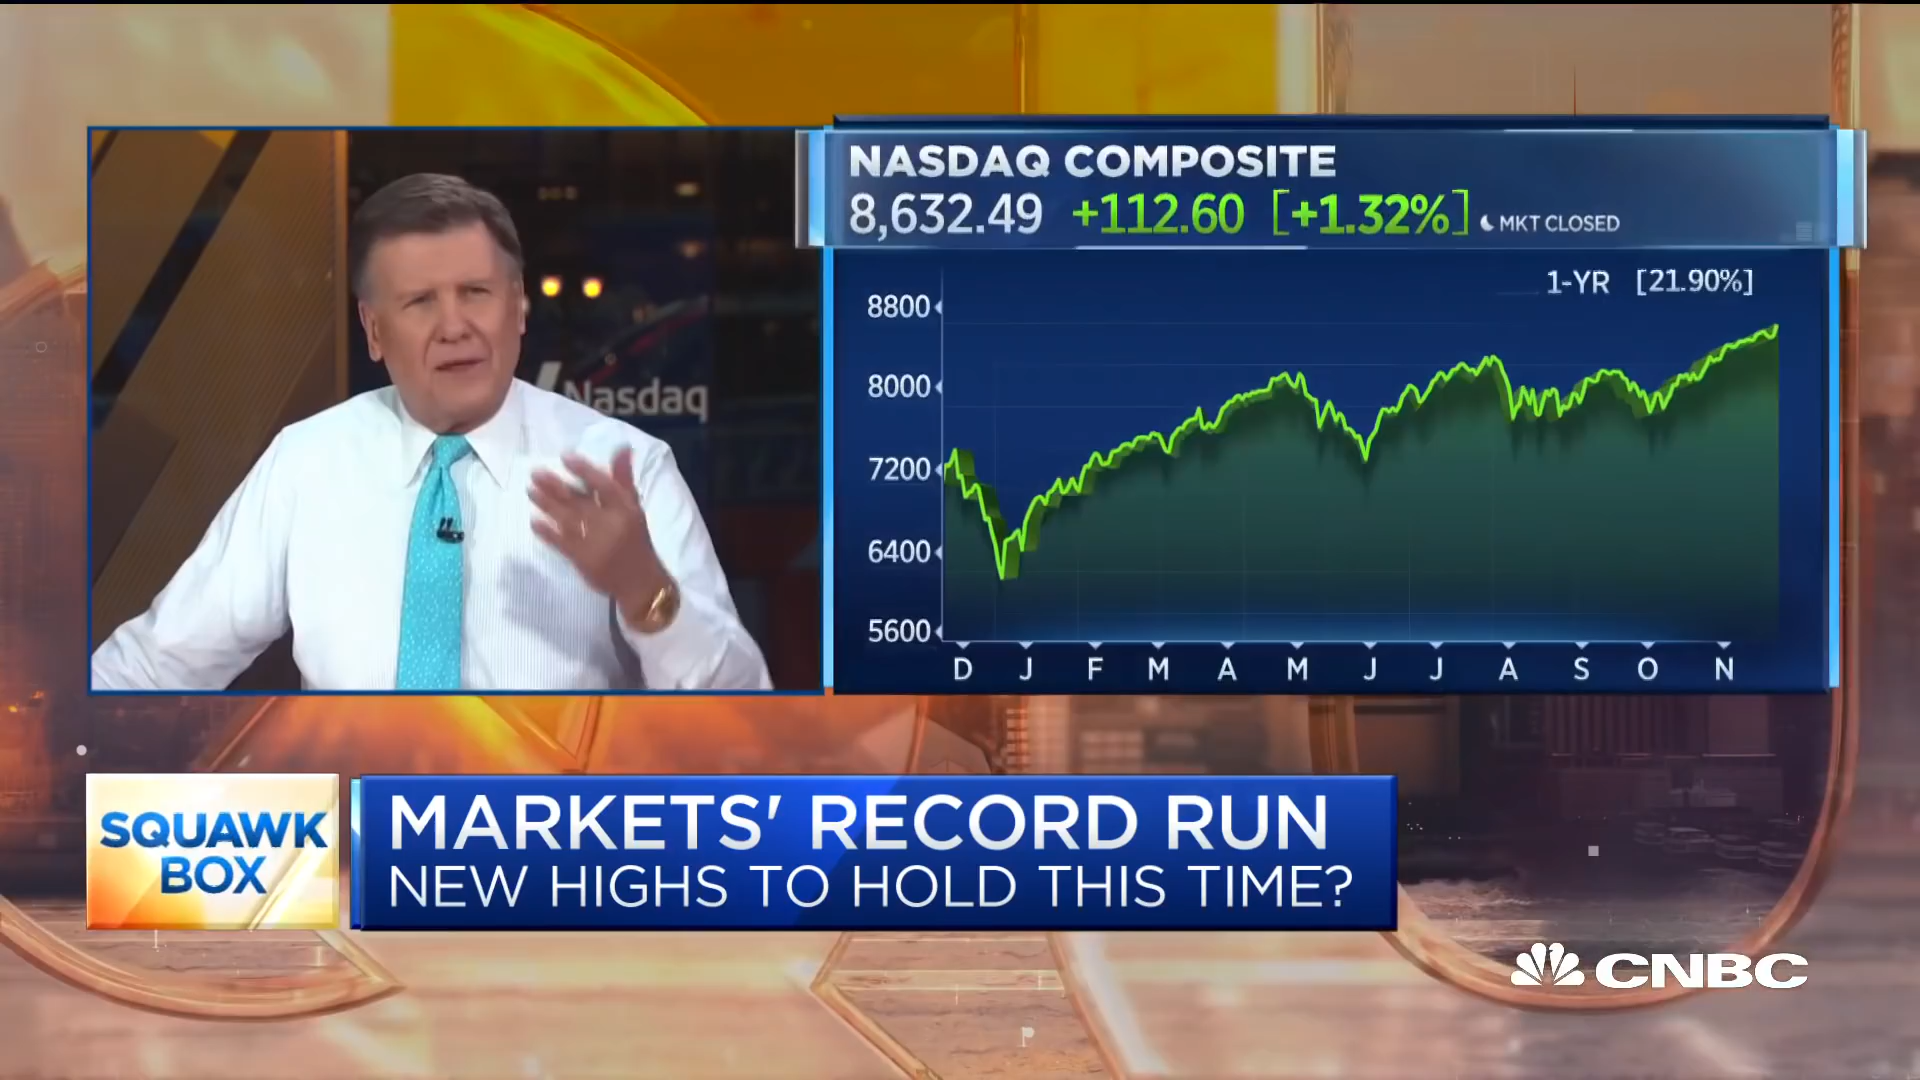 NASDAQ COMPOSITE
8,632.49 +112.60 [+1.32%] MKT CLOSED
1-YR [21.90%]
8800
8000
7200
6400
5600
D J F M A M J J A S O N
Nasdaq
SQUAWK
BOX
MARKETS' RECORD RUN
NEW HIGHS TO HOLD THIS TIME?
CNBC